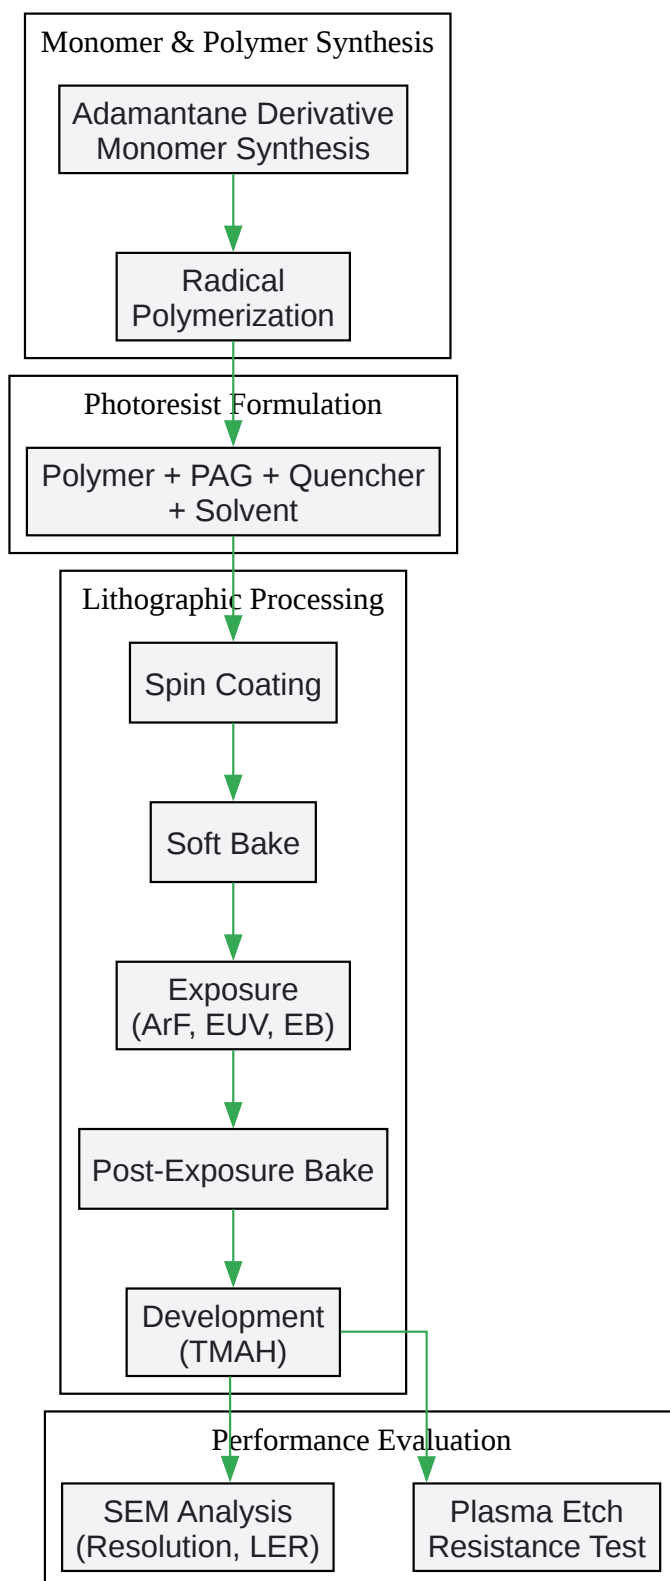 Monomer & Polymer Synthesis
Adamantane Derivative
Monomer Synthesis
Radical
Polymerization
Photoresist Formulation
Polymer + PAG + Quencher
+ Solvent
Lithographic Processing
Spin Coating
Soft Bake
Exposure
(ArF, EUV, EB)
Post-Exposure Bake
Development
(TMAH)
Performance Evaluation
SEM Analysis
(Resolution, LER)
Plasma Etch
Resistance Test